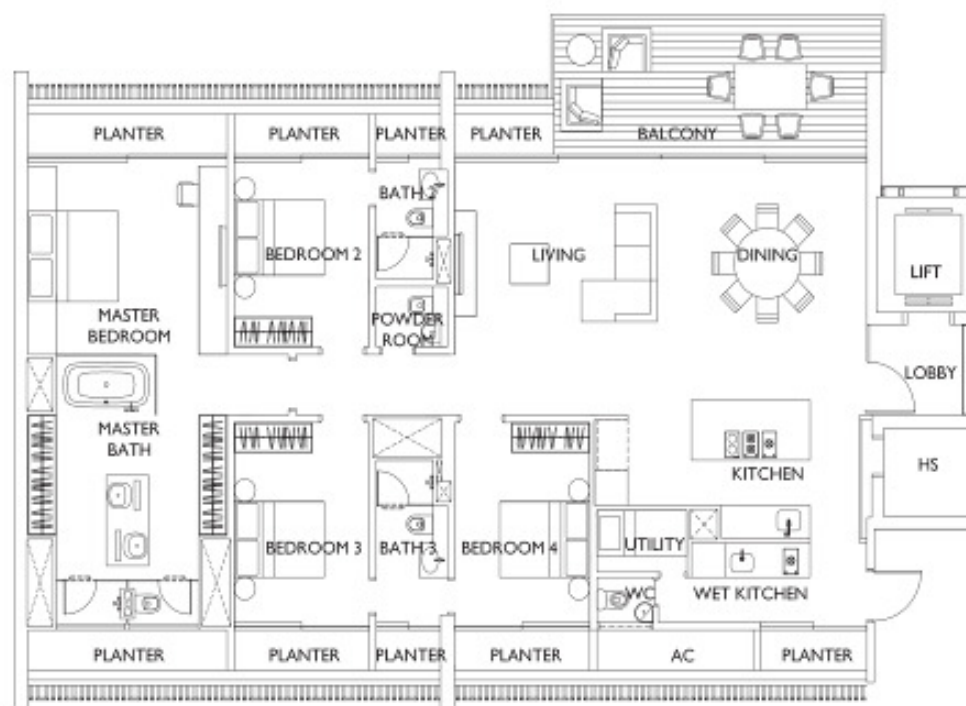 PLANTER
PLANTER
PLANTER
PLANTER
BALCONY
BATH 2
BEDROOM 2
LIVING
DINING
LIFT
MASTER
BEDROOM
POWDER
ROOM
LOBBY
MASTER
BATH
KITCHEN
HS
BEDROOM 3
BATH 3
BEDROOM 4
UTILITY
WC
WET KITCHEN
PLANTER
PLANTER
PLANTER
PLANTER
AC
PLANTER